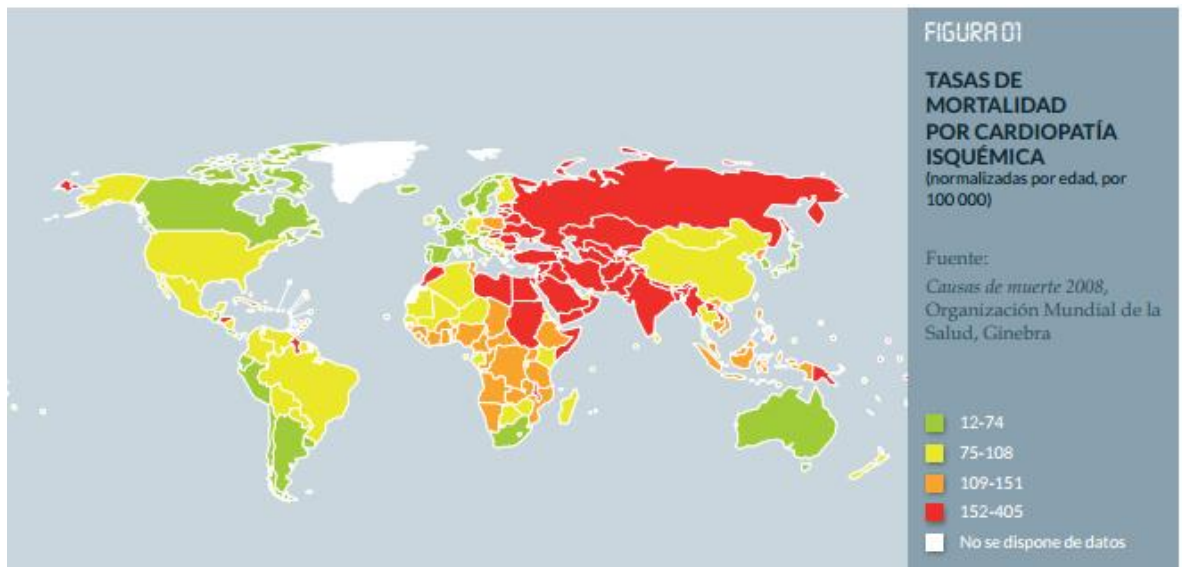 FIGURA 01
TASAS DE
MORTALIDAD
POR CARDIOPATÍA
ISQUÉMICA
(normalizadas por edad, por
100 000)
Fuente:
Causas de muerte 2008,
Organización Mundial de la
Salud, Ginebra
12-74
75-108
109-151
152-405
No se dispone de datos